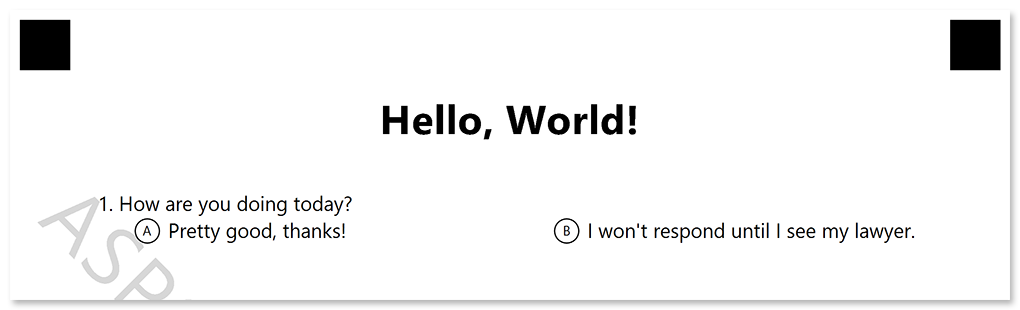 Hello, World!
1. How are you doing today?
A Pretty good, thanks! B I won't respond until I see my lawyer.
ASP